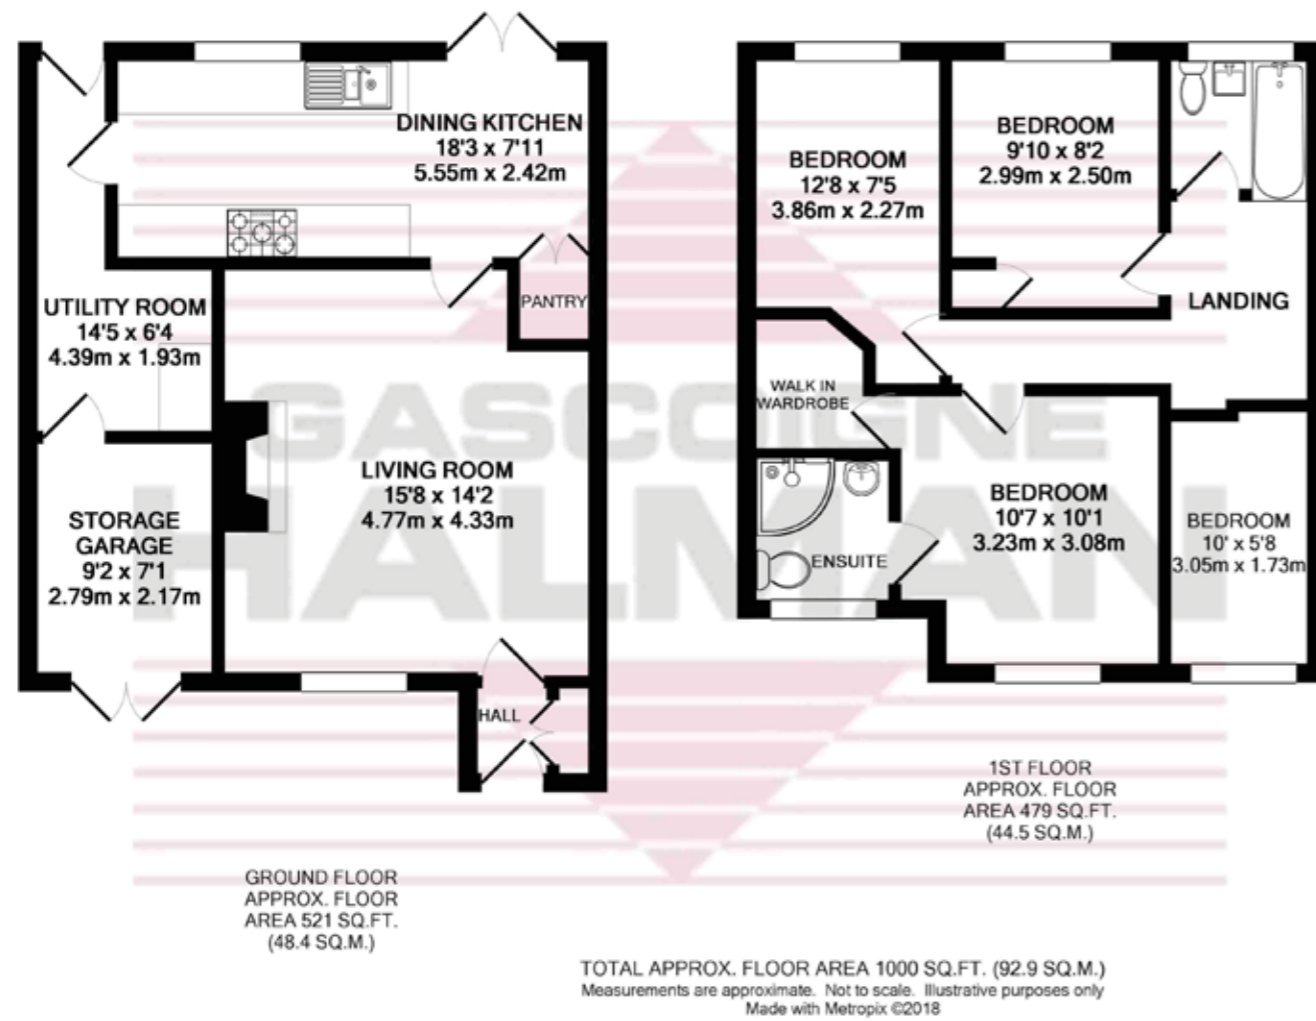 DINING KITCHEN
18'3 x 7'11
5.55m x 2.42m
PANTRY
UTILITY ROOM
14'5 x 6'4
4.39m x 1.93m
LIVING ROOM
15'8 x 14'2
4.77m x 4.33m
STORAGE
GARAGE
9'2 x 7'1
2.79m x 2.17m
HALL
GROUND FLOOR
APPROX. FLOOR
AREA 521 SQ.FT.
(48.4 SQ.M.)
BEDROOM
12'8 x 7'5
3.86m x 2.27m
BEDROOM
9'10 x 8'2
2.99m x 2.50m
LANDING
WALK IN
WARDROBE
ENSUITE
BEDROOM
10'7 x 10'1
3.23m x 3.08m
BEDROOM
10' x 5'8
3.05m x 1.73m
1ST FLOOR
APPROX. FLOOR
AREA 479 SQ.FT.
(44.5 SQ.M.)
GASCOIGNE
HALMAN
TOTAL APPROX. FLOOR AREA 1000 SQ.FT. (92.9 SQ.M.)
Measurements are approximate. Not to scale. Illustrative purposes only
Made with Metropix ©2018